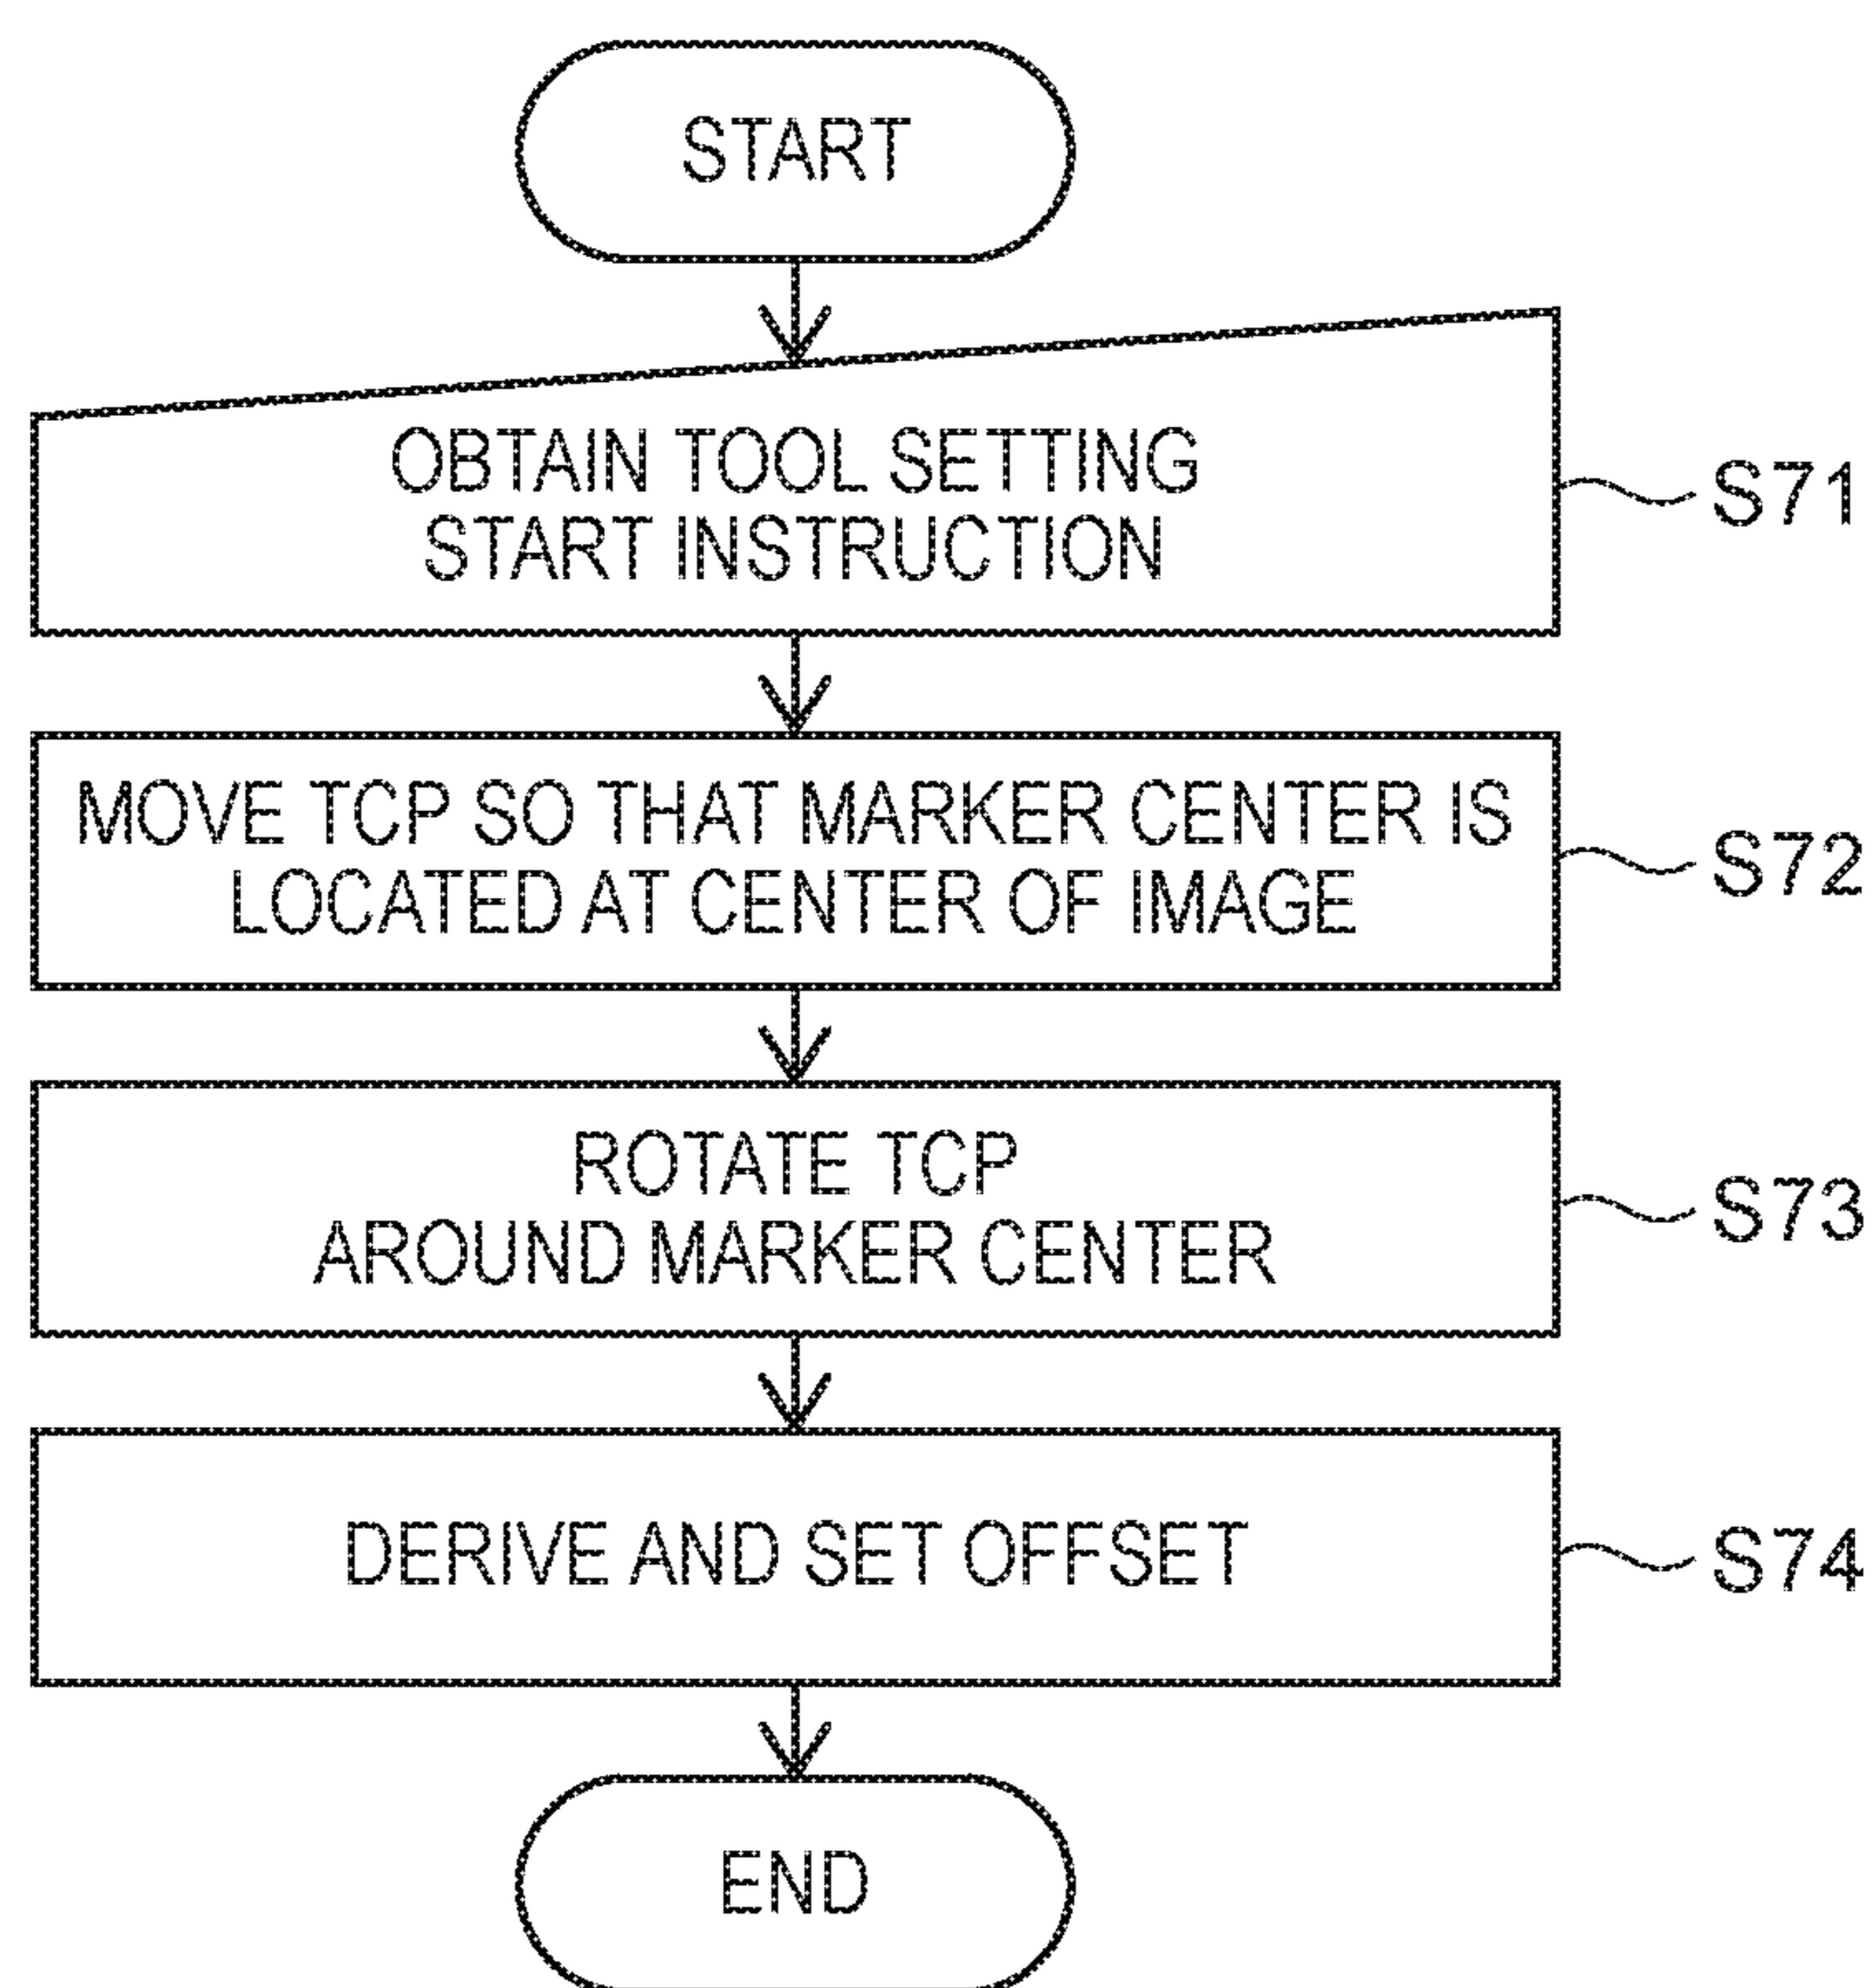 START
OBTAIN TOOL SETTING
START INSTRUCTION
S71
MOVE TCP SO THAT MARKER CENTER IS
LOCATED AT CENTER OF IMAGE
S72
ROTATE TCP
AROUND MARKER CENTER
S73
DERIVE AND SET OFFSET
S74
END